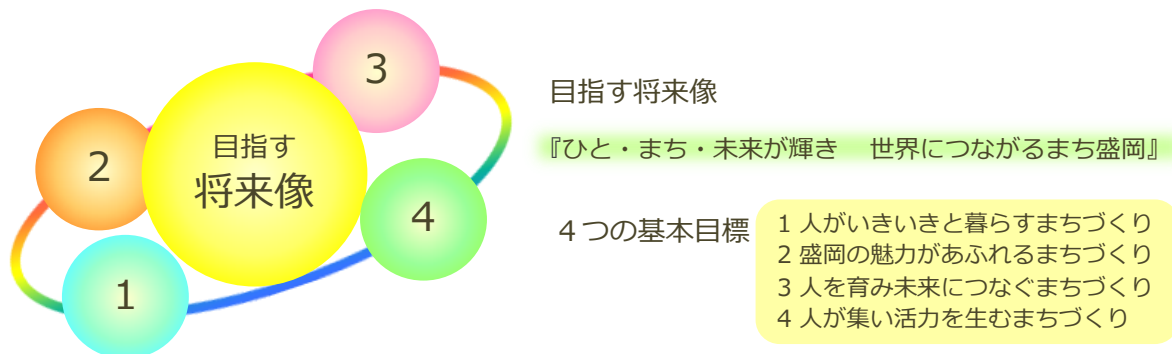 3
2
目指す
将来像
4
1
目指す将来像
『ひと・まち・未来が輝き　世界につながるまち盛岡』
４つの基本目標
1 人がいきいきと暮らすまちづくり
2 盛岡の魅力があふれるまちづくり
3 人を育み未来につなぐまちづくり
4 人が集い活力を生むまちづくり